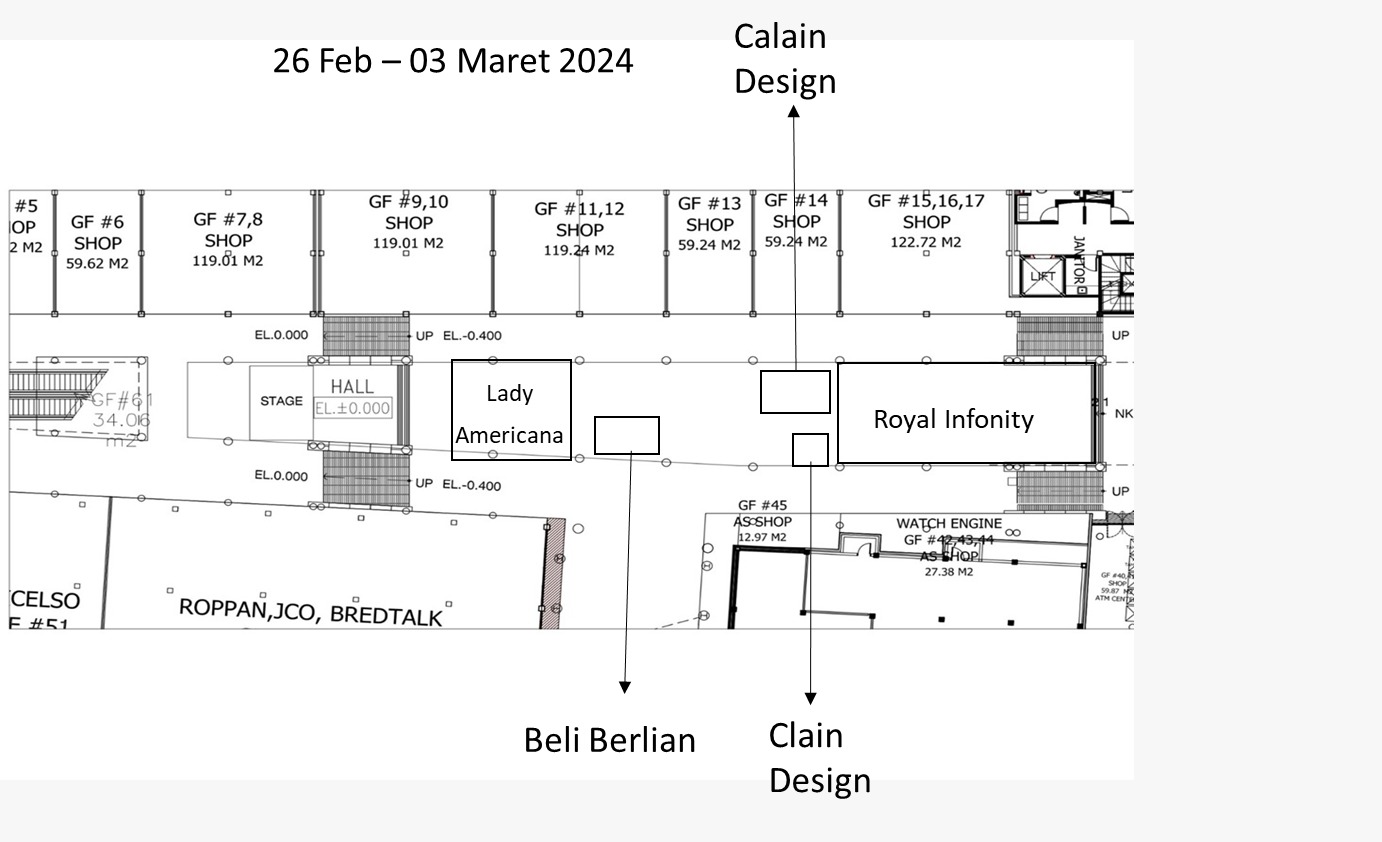 Calain
Design
26 Feb – 03 Maret 2024
#5
GF #6
SHOP
59.62 M2
GF #7,8
SHOP
119.01 M2
GF #9,10
SHOP
119.01 M2
GF #11,12
SHOP
119.24 M2
GF #13
SHOP
59.24 M2
GF #14
SHOP
59.24 M2
GF #15,16,17
SHOP
122.72 M2
LIFT
JANITOR
EL.0.000
UP EL.-0.400
UP
GF#61
34.06
m2
STAGE
HALL
EL.±0.000
Lady
Americana
Royal Infonity
NK
EL.0.000
UP EL.-0.400
UP
GF #45
AS SHOP
12.97 M2
WATCH ENGINE
GF #42,43,44
AS SHOP
27.38 M2
GF #40,
SHOP
59.87
ATM CENT
CELSO
#51
ROPPAN,JCO, BREDTALK
Beli Berlian
Clain
Design